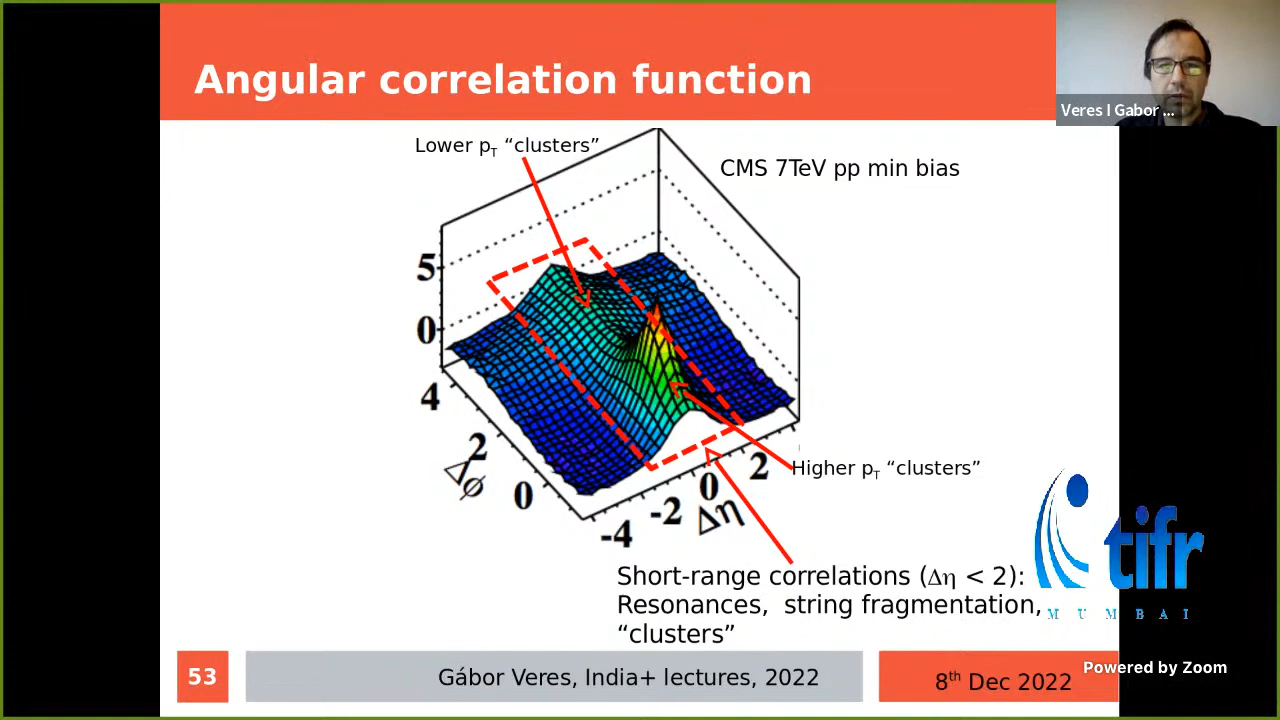 Angular correlation function
Veres I Gabor ...
Lower pT “clusters”
CMS 7TeV pp min bias
5
0
4
2
0
Δϕ
-4
-2
0
2
Δη
Higher pT “clusters”
Short-range correlations (Δη < 2):
Resonances, string fragmentation,
“clusters”
tifr
MUMBAI
53
Gábor Veres, India+ lectures, 2022
8th Dec 2022
Powered by Zoom